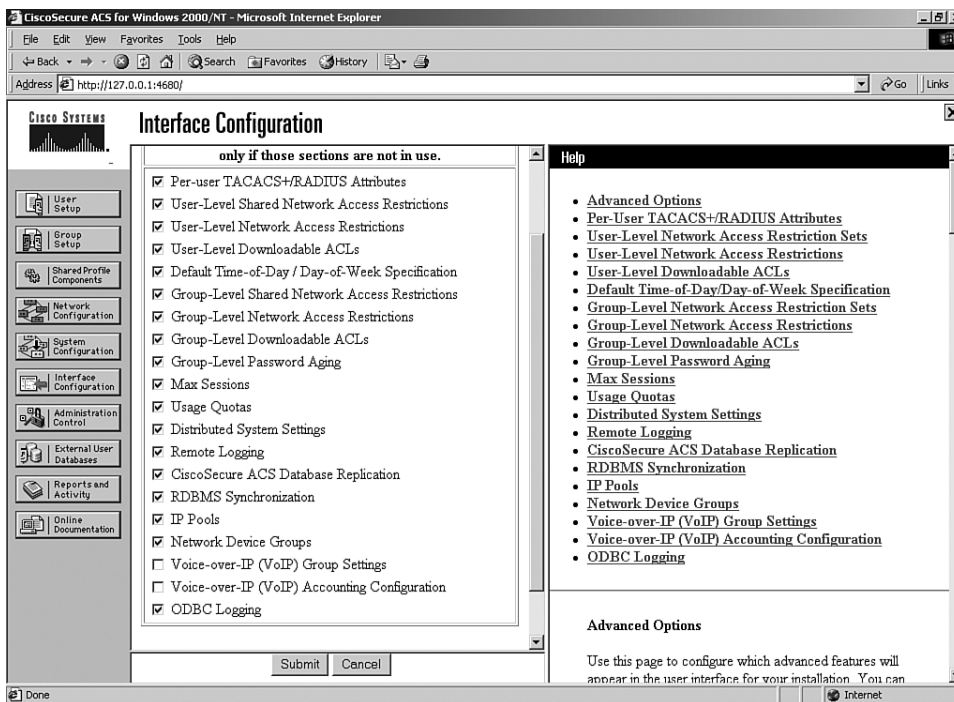 CiscoSecure ACS for Windows 2000/NT - Microsoft Internet Explorer
File Edit View Favorites Tools Help
Back Search Favorites History
Address http://127.0.0.1:4680/ Go Links
CISCO SYSTEMS
Interface Configuration
User Setup
Group Setup
Shared Profile Components
Network Configuration
System Configuration
Interface Configuration
Administration Control
External User Databases
Reports and Activity
Online Documentation
only if those sections are not in use.
Per-user TACACS+/RADIUS Attributes
User-Level Shared Network Access Restrictions
User-Level Network Access Restrictions
User-Level Downloadable ACLs
Default Time-of-Day / Day-of-Week Specification
Group-Level Shared Network Access Restrictions
Group-Level Network Access Restrictions
Group-Level Downloadable ACLs
Group-Level Password Aging
Max Sessions
Usage Quotas
Distributed System Settings
Remote Logging
CiscoSecure ACS Database Replication
RDBMS Synchronization
IP Pools
Network Device Groups
Voice-over-IP (VoIP) Group Settings
Voice-over-IP (VoIP) Accounting Configuration
ODBC Logging
Submit Cancel
Help
Advanced Options
Per-User TACACS+/RADIUS Attributes
User-Level Network Access Restriction Sets
User-Level Network Access Restrictions
User-Level Downloadable ACLs
Default Time-of-Day/Day-of-Week Specification
Group-Level Network Access Restriction Sets
Group-Level Network Access Restrictions
Group-Level Downloadable ACLs
Group-Level Password Aging
Max Sessions
Usage Quotas
Distributed System Settings
Remote Logging
CiscoSecure ACS Database Replication
RDBMS Synchronization
IP Pools
Network Device Groups
Voice-over-IP (VoIP) Group Settings
Voice-over-IP (VoIP) Accounting Configuration
ODBC Logging
Advanced Options
Use this page to configure which advanced features will
appear in the user interface for your installation. You can
Done Internet